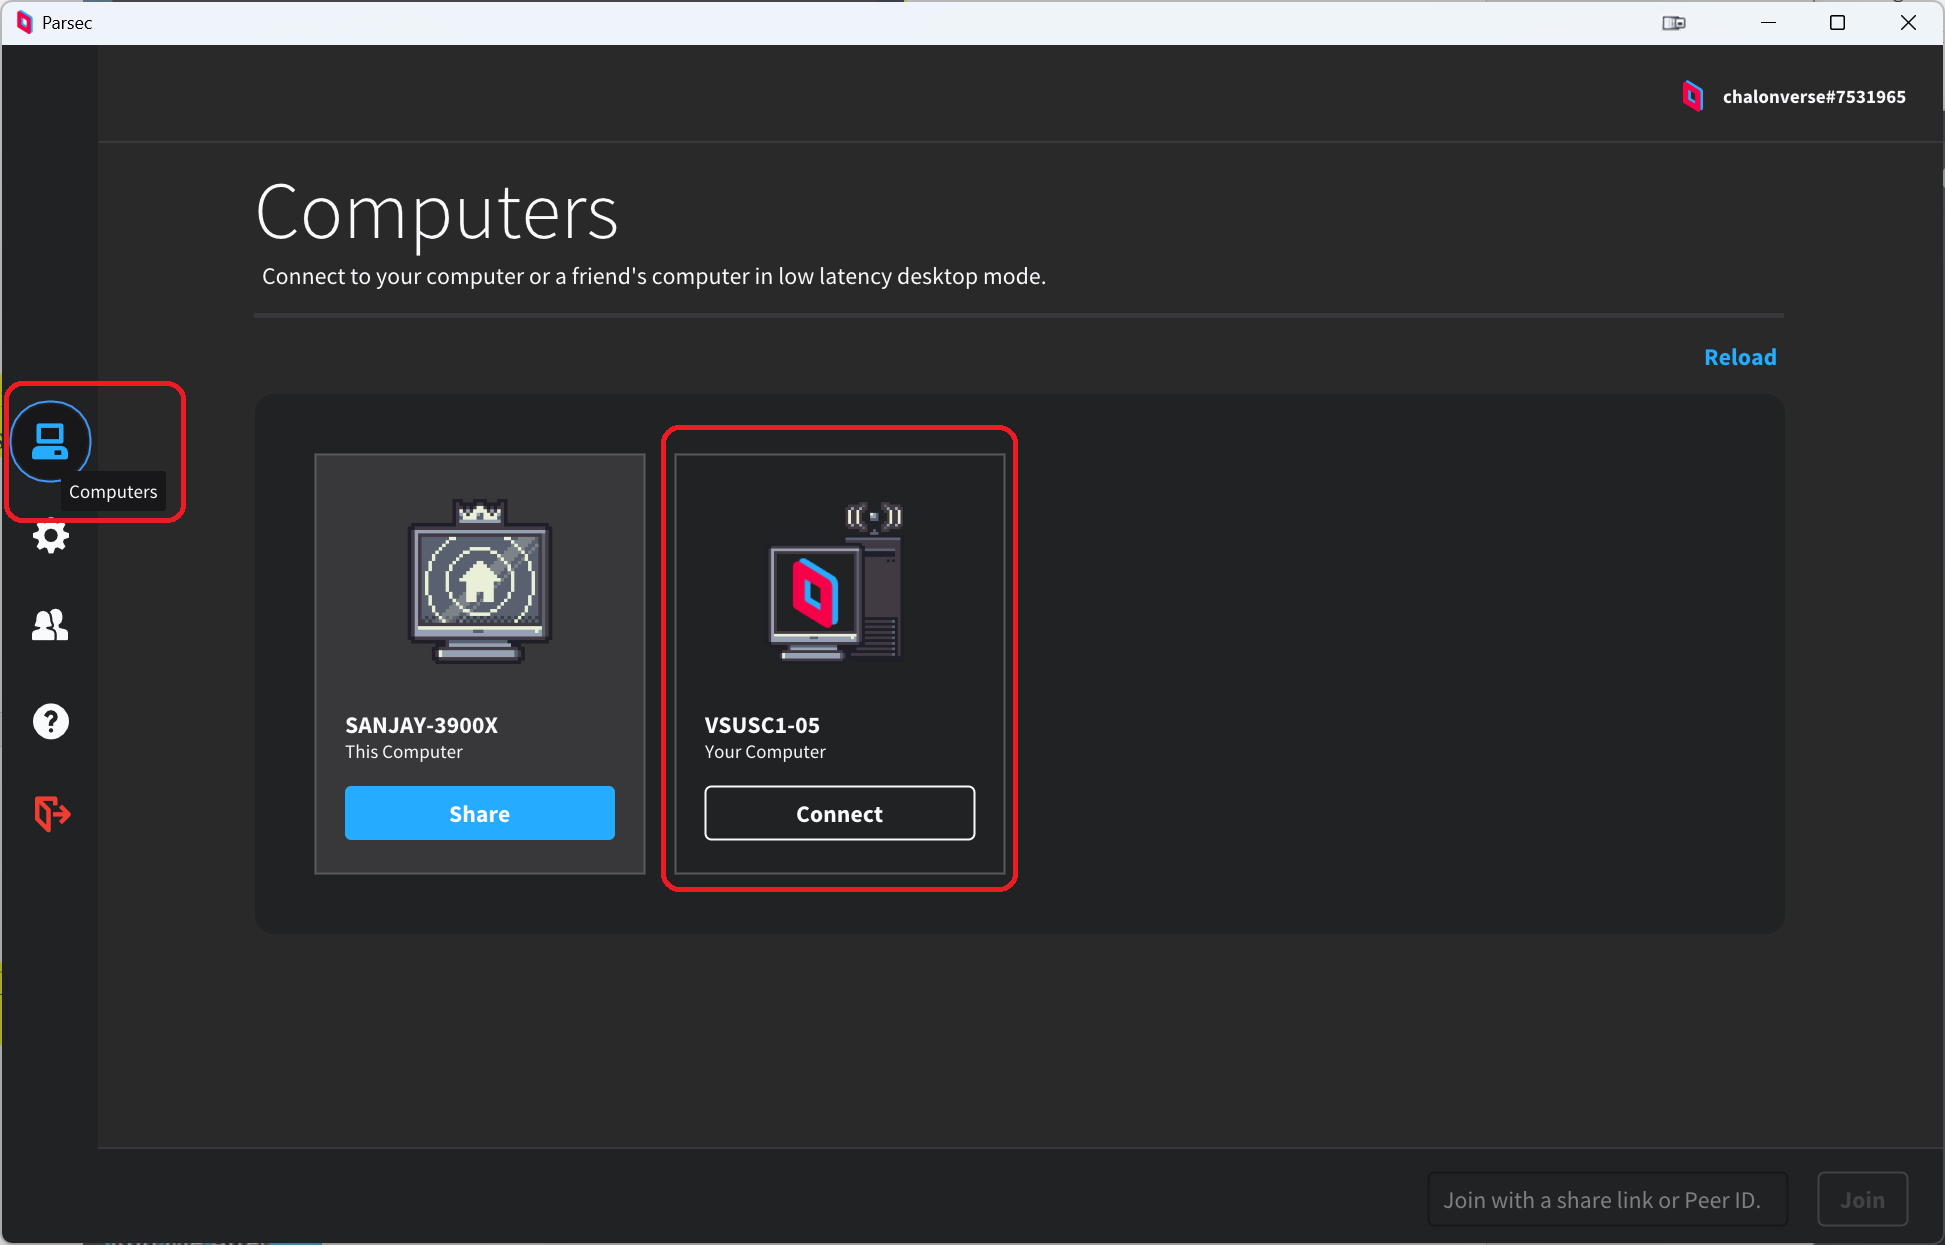 Parsec
chalonverse#7531965
Computers
Connect to your computer or a friend's computer in low latency desktop mode.
Reload
Computers
SANJAY-3900X
This Computer
Share
VSUSC1-05
Your Computer
Connect
Join with a share link or Peer ID.
Join